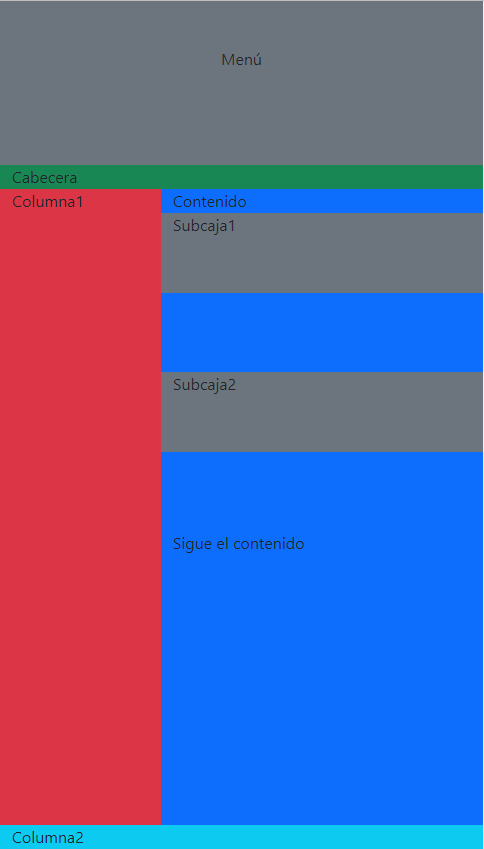 Menú
Cabecera
Columna1
Contenido
Subcaja1
Subcaja2
Sigue el contenido
Columna2